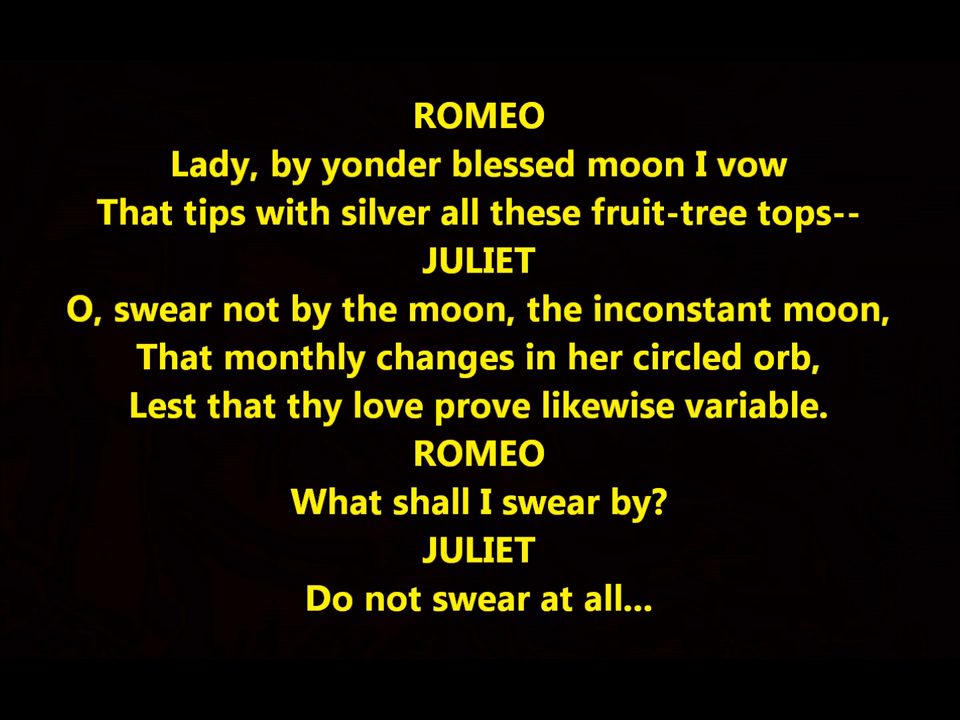 ROMEO
Lady, by yonder blessed moon I vow
That tips with silver all these fruit-tree tops--
JULIET
O, swear not by the moon, the inconstant moon,
That monthly changes in her circled orb,
Lest that thy love prove likewise variable.
ROMEO
What shall I swear by?
JULIET
Do not swear at all...